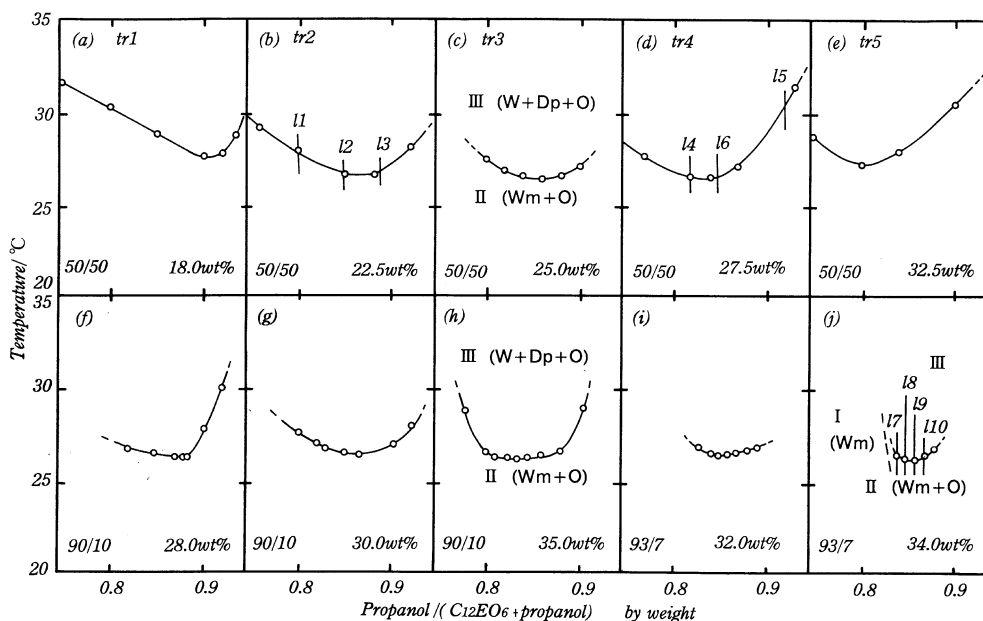 35
(a) tr1
(b) tr2
(c) tr3
(d) tr4
(e) tr5
III (W+Dp+O)
l5
30
l1
l2
l3
l4
l6
II (Wm+O)
25
50/50 18.0wt%
50/50 22.5wt%
50/50 25.0wt%
50/50 27.5wt%
50/50 32.5wt%
20
Temperature/ °C
35
(f)
(g)
(h)
(i)
(j)
III (W+Dp+O)
III
l8
30
l7
l9
I
(Wm)
l10
25
II (Wm+O)
II (Wm+O)
90/10 28.0wt%
90/10 30.0wt%
90/10 35.0wt%
93/7 32.0wt%
93/7 34.0wt%
20
0.8 0.9 0.8 0.9 0.8 0.9 0.8 0.9 0.8 0.9
Propanol /( C12EO6+propanol) by weight